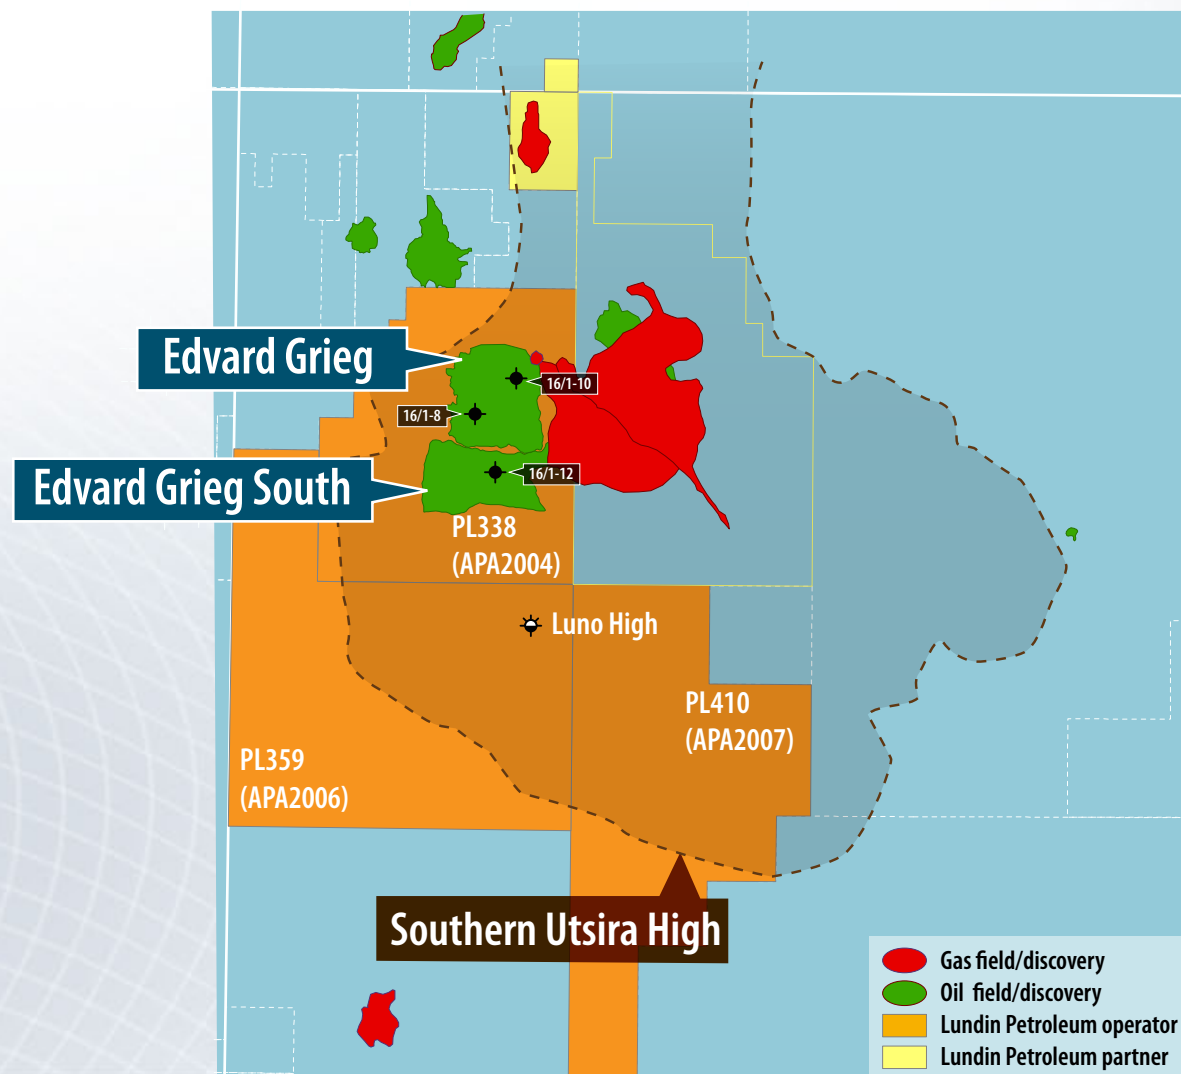 Edvard Grieg
16/1-10
16/1-8
Edvard Grieg South
16/1-12
PL338
(APA2004)
Luno High
PL410
(APA2007)
PL359
(APA2006)
Southern Utsira High
Gas field/discovery
Oil field/discovery
Lundin Petroleum operator
Lundin Petroleum partner